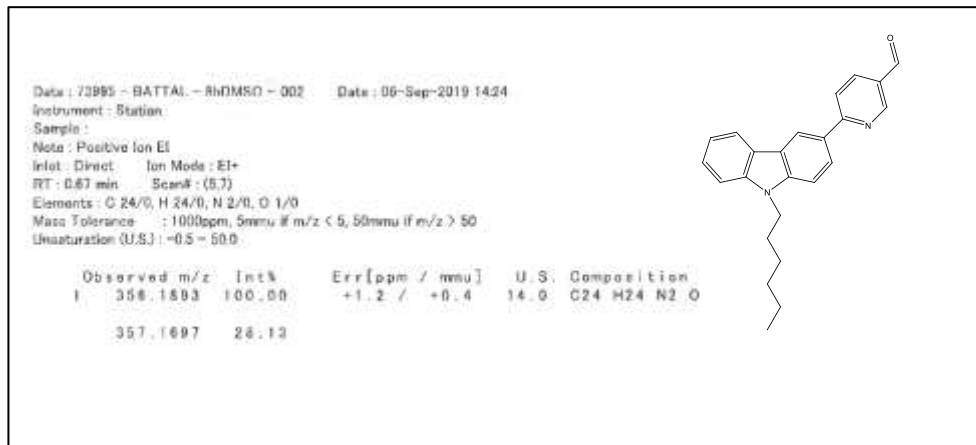 Data : 73995 - BATTAL - RhDMSO - 002 Date : 06-Sep-2019 14:24
Instrument : Station
Sample :
Note : Positive Ion EI
Inlet : Direct Ion Mode : EI+
RT : 0.67 min Scan# : (5,7)
Elements : C 24/0, H 24/0, N 2/0, O 1/0
Mass Tolerance : 1000ppm, 5mmu if m/z < 5, 50mmu if m/z > 50
Unsaturation (U.S.) : -0.5 - 50.0
Observed m/z Int% Err[ppm / mmu] U.S. Composition
1 356.1893 100.00 +1.2 / +0.4 14.0 C24 H24 N2 O
357.1697 28.13
O
N
N